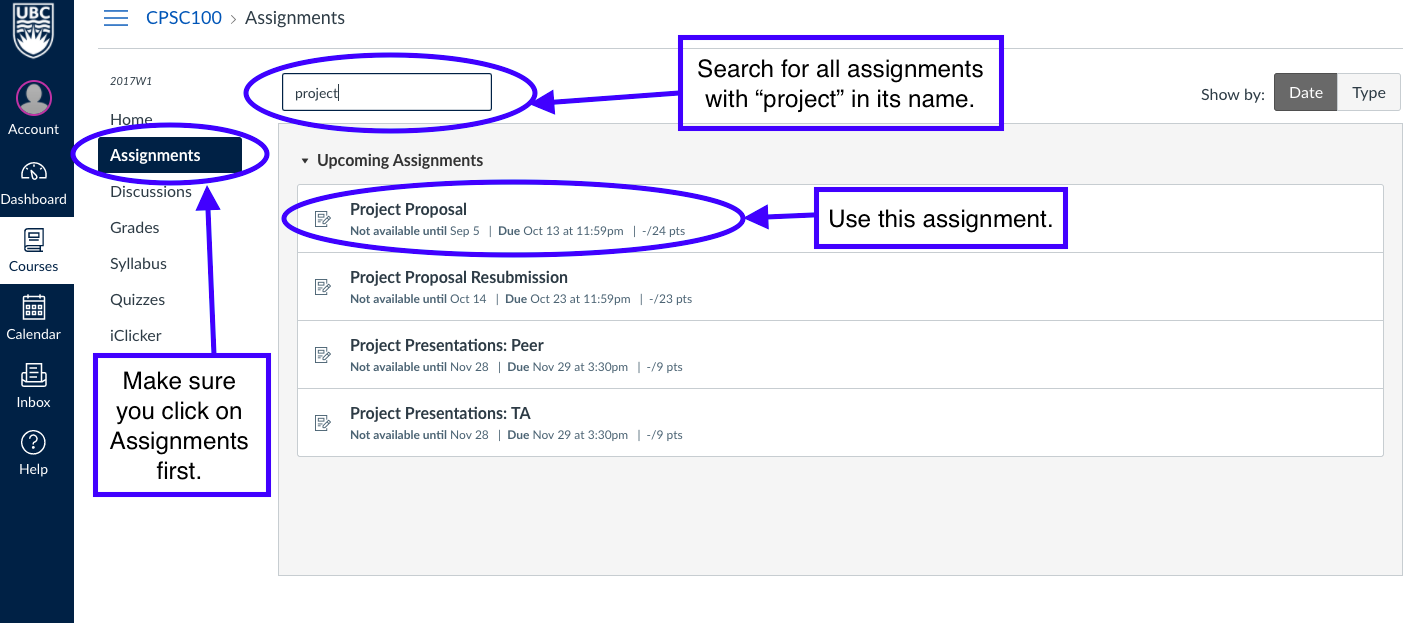 UBC
CPSC100 › Assignments
Search for all assignments
with “project” in its name.
2017W1
project
Show by:
Date
Type
Account
Home
Assignments
Discussions
Grades
Syllabus
Quizzes
iClicker
Dashboard
Courses
Calendar
Inbox
Help
Make sure
you click on
Assignments
first.
Upcoming Assignments
Project Proposal
Not available until Sep 5 | Due Oct 13 at 11:59pm | -/24 pts
Use this assignment.
Project Proposal Resubmission
Not available until Oct 14 | Due Oct 23 at 11:59pm | -/23 pts
Project Presentations: Peer
Not available until Nov 28 | Due Nov 29 at 3:30pm | -/9 pts
Project Presentations: TA
Not available until Nov 28 | Due Nov 29 at 3:30pm | -/9 pts